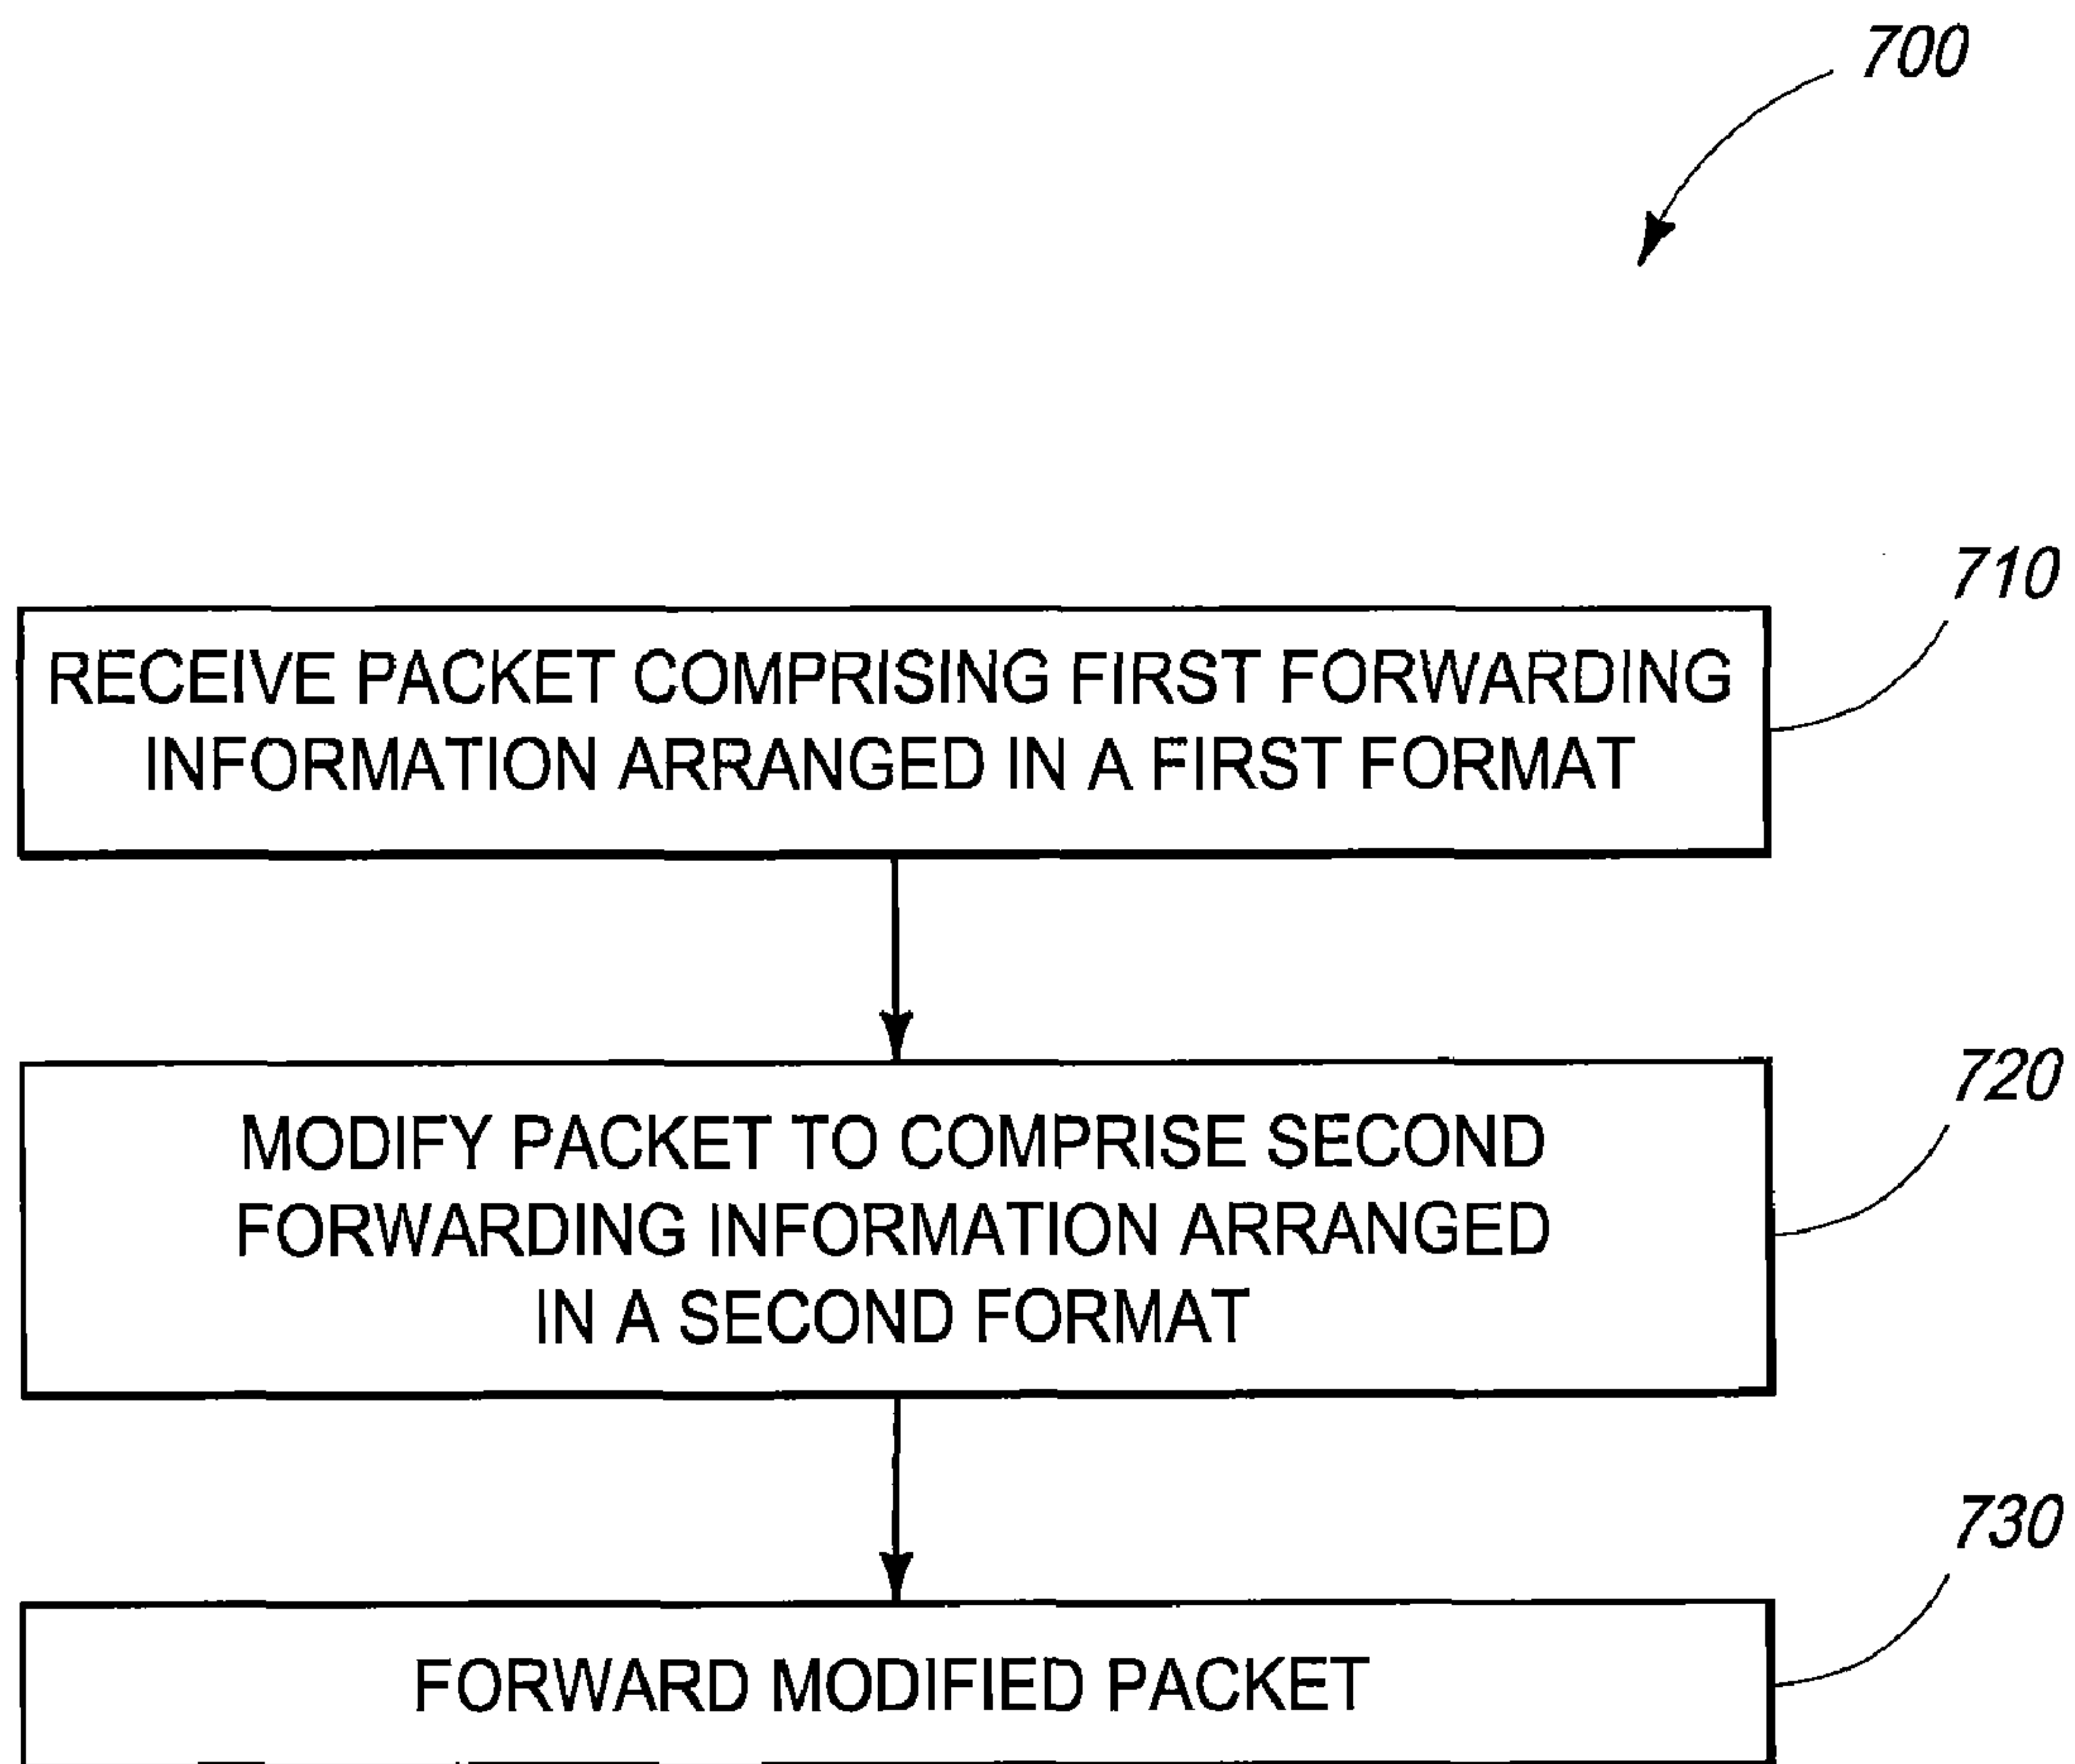 700
710
RECEIVE PACKET COMPRISING FIRST FORWARDING
INFORMATION ARRANGED IN A FIRST FORMAT
720
MODIFY PACKET TO COMPRISE SECOND
FORWARDING INFORMATION ARRANGED
IN A SECOND FORMAT
730
FORWARD MODIFIED PACKET